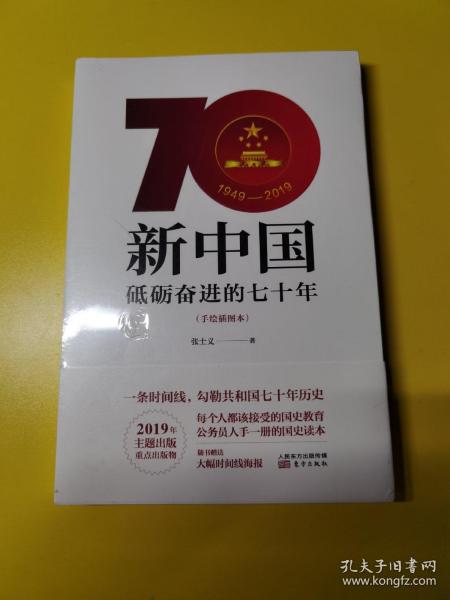 70
1949—2019
新中国
砥砺奋进的七十年
(手绘插图本)
张士义——著
一条时间线，勾勒共和国七十年历史
2019年
主题出版
重点出版物
每个人都该接受的国史教育
公务员人手一册的国史读本
随书赠送
大幅时间线海报
人民东方出版传媒
东方出版社
孔夫子旧书网
www.kongfz.com